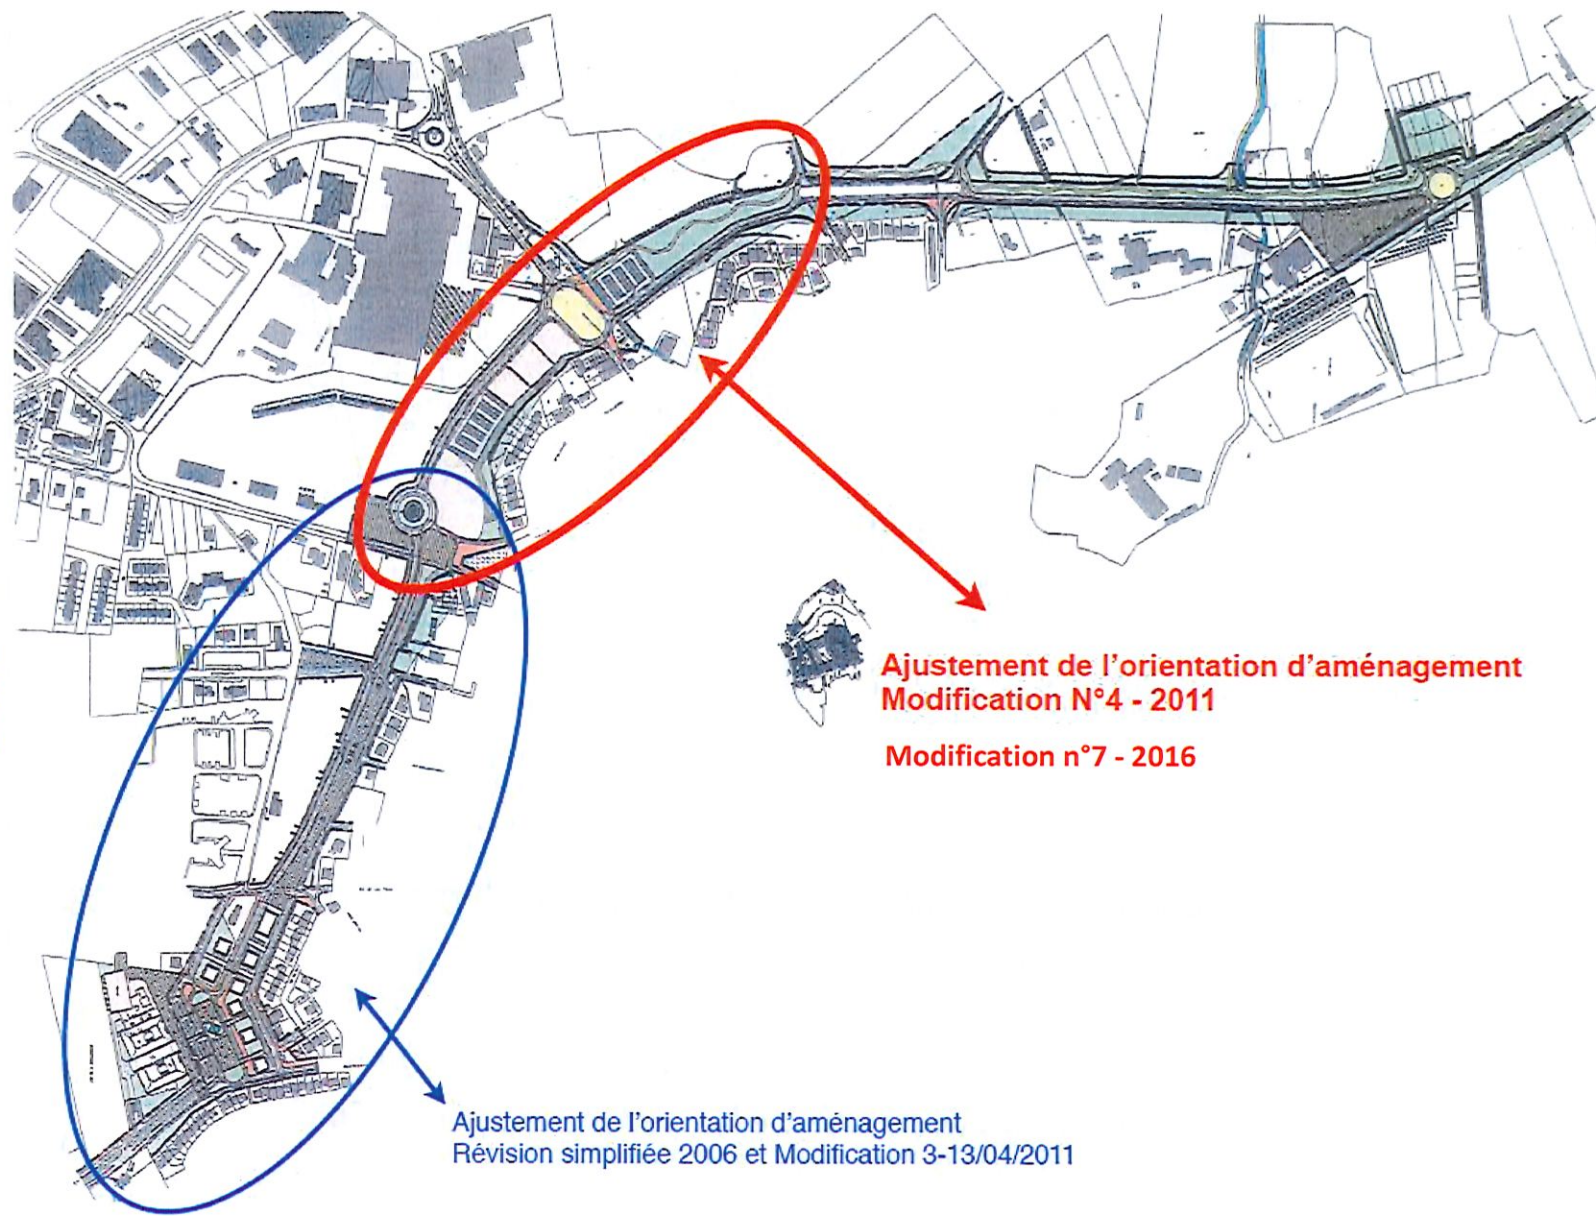 Ajustement de l'orientation d'aménagement
Modification N°4 - 2011
Modification n°7 - 2016
Ajustement de l'orientation d'aménagement
Révision simplifiée 2006 et Modification 3-13/04/2011